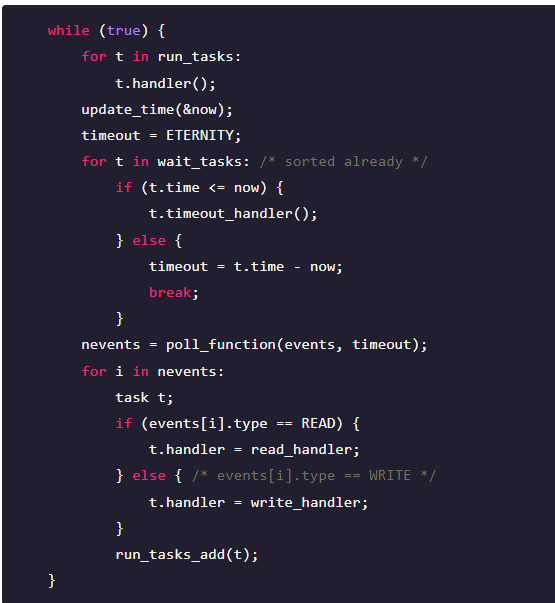 while (true) {
    for t in run_tasks:
        t.handler();
    update_time(&now);
    timeout = ETERNITY;
    for t in wait_tasks: /* sorted already */
        if (t.time <= now) {
            t.timeout_handler();
        } else {
            timeout = t.time - now;
            break;
        }
    nevents = poll_function(events, timeout);
    for i in nevents:
        task t;
        if (events[i].type == READ) {
            t.handler = read_handler;
        } else { /* events[i].type == WRITE */
            t.handler = write_handler;
        }
        run_tasks_add(t);
}